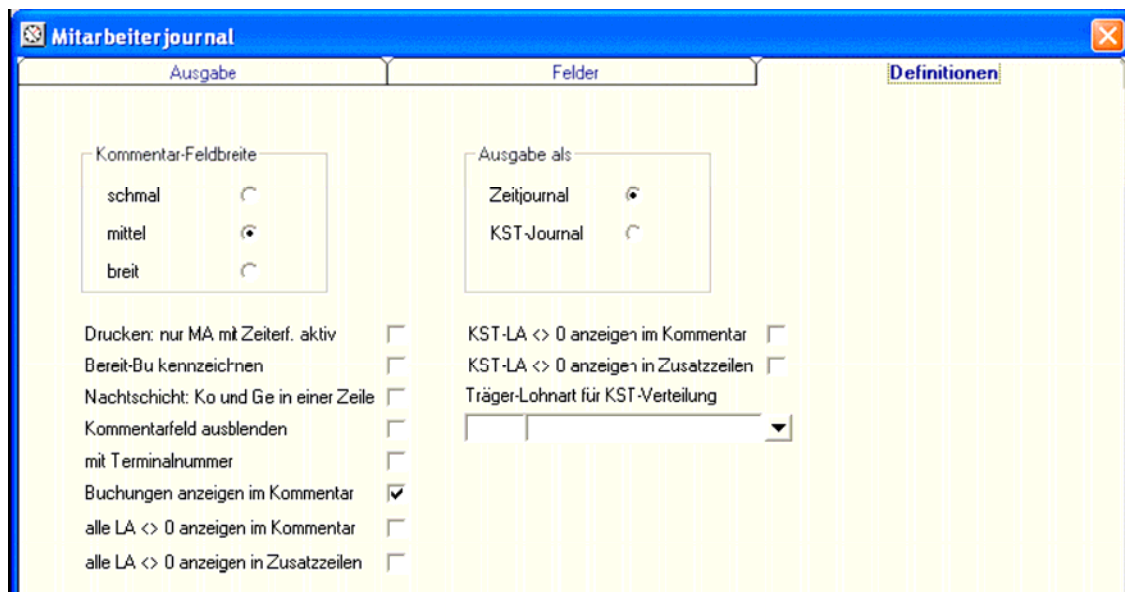 Mitarbeiterjournal
Ausgabe
Felder
Definitionen
Kommentar-Feldbreite
schmal
mittel
breit
Ausgabe als
Zeitjournal
KST-Journal
Drucken: nur MA mit Zeiterf. aktiv
Bereit-Bu kennzeichnen
Nachtschicht: Ko und Ge in einer Zeile
Kommentarfeld ausblenden
mit Terminalnummer
Buchungen anzeigen im Kommentar
alle LA <> 0 anzeigen im Kommentar
alle LA <> 0 anzeigen in Zusatzzeilen
KST-LA <> 0 anzeigen im Kommentar
KST-LA <> 0 anzeigen in Zusatzzeilen
Träger-Lohnart für KST-Verteilung